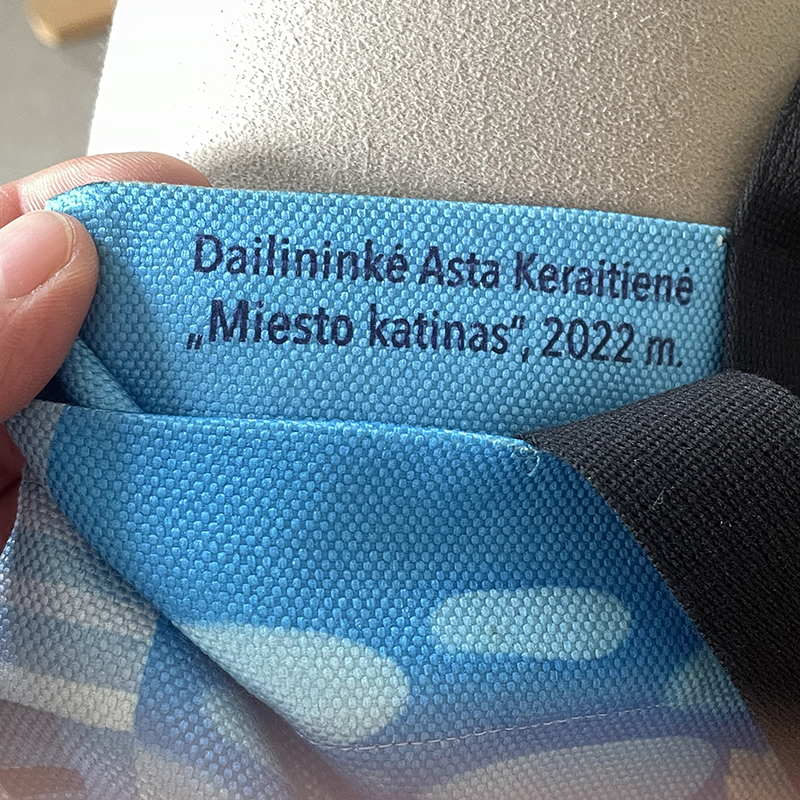 Dailininkė Asta Keraitienė
„Miesto katinas“, 2022 m.